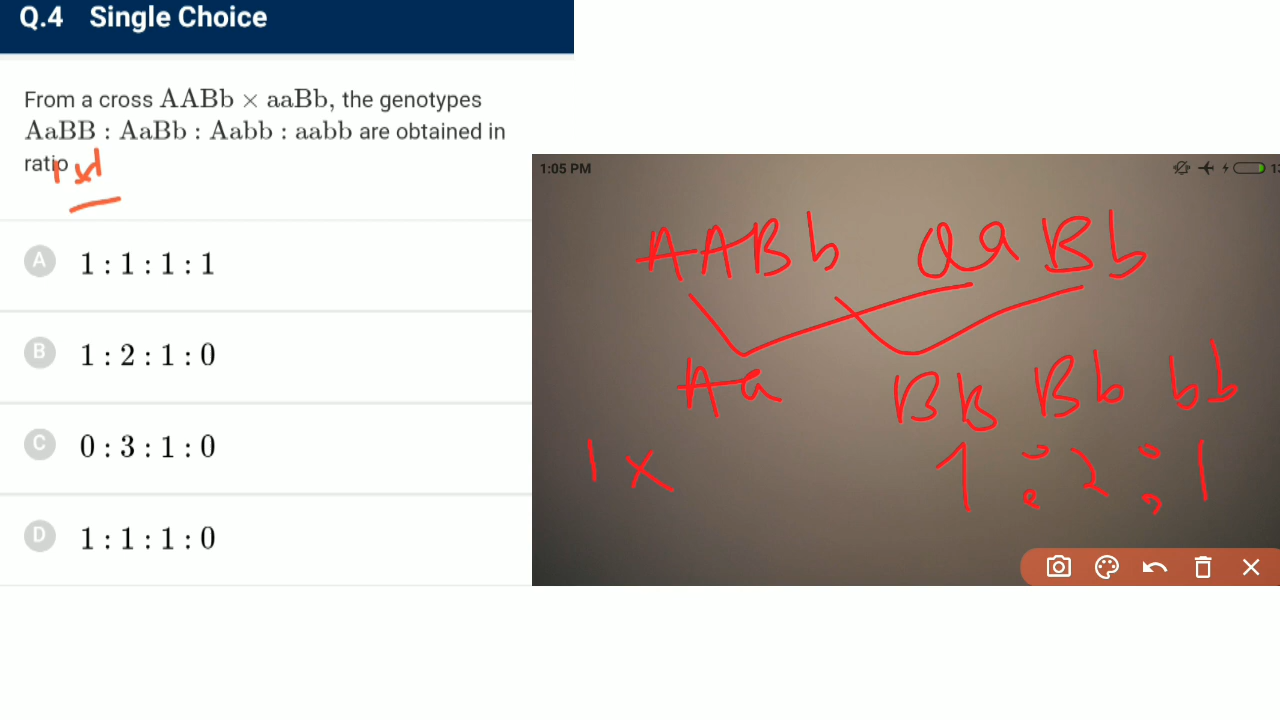 Q.4 Single Choice
From a cross AABb × aaBb, the genotypes
AaBB : AaBb : Aabb : aabb are obtained in
ratio
1x1
A 1 : 1 : 1 : 1
B 1 : 2 : 1 : 0
C 0 : 3 : 1 : 0
D 1 : 1 : 1 : 0
1:05 PM
AABb aaBb
Aa BB Bb bb
1 x 1 : 2 : 1